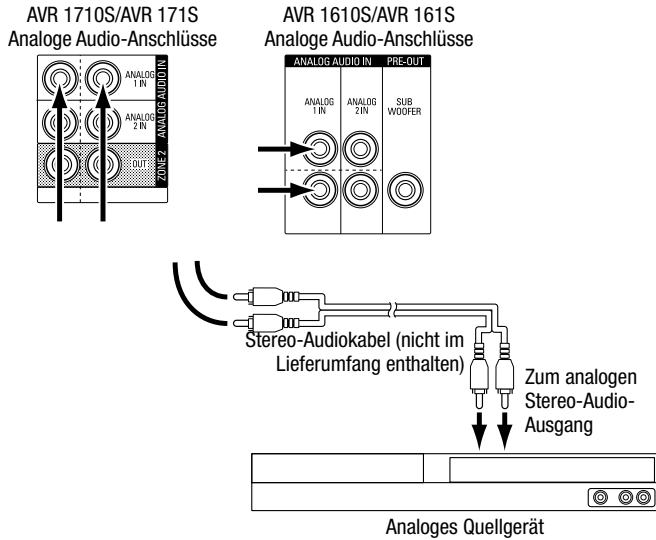 AVR 1710S/AVR 171S
Analoge Audio-Anschlüsse
ANALOG
1 IN
ANALOG
2 IN
OUT
ANALOG AUDIO IN
ZONE 2
AVR 1610S/AVR 161S
Analoge Audio-Anschlüsse
ANALOG AUDIO IN
PRE-OUT
ANALOG
1 IN
ANALOG
2 IN
SUB
WOOFER
Stereo-Audiokabel (nicht im
Lieferumfang enthalten)
Zum analogen
Stereo-Audio-
Ausgang
Analoges Quellgerät